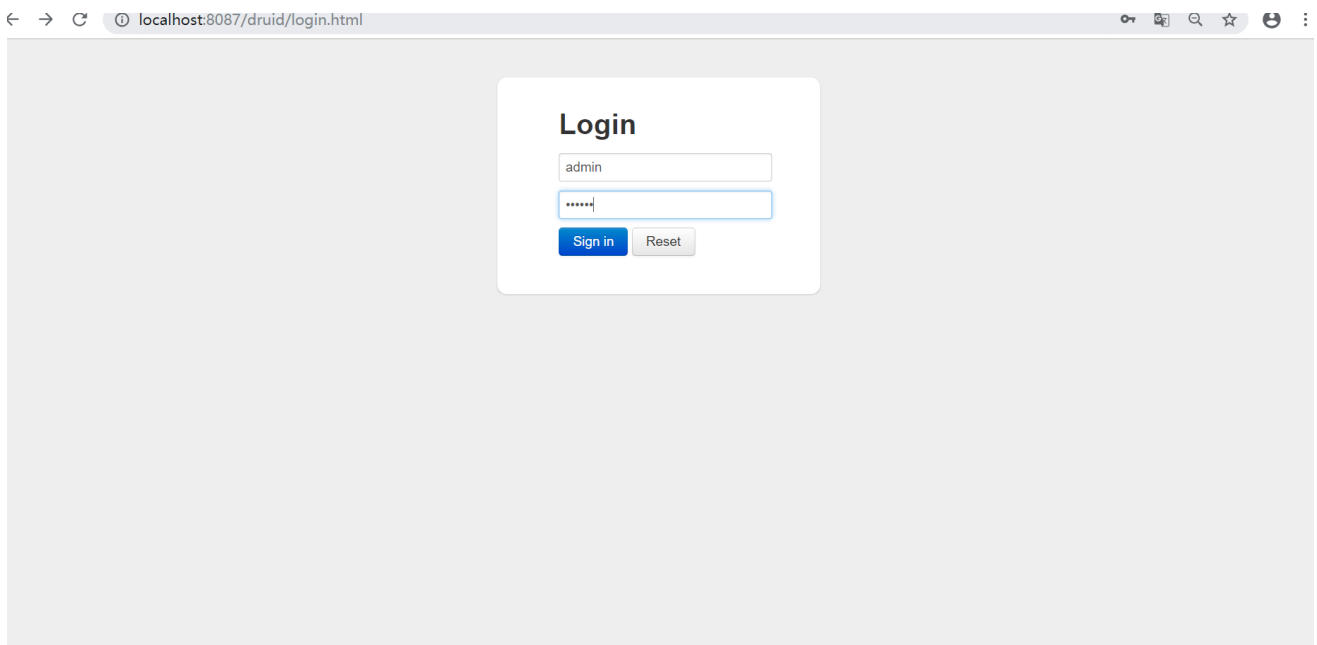 localhost:8087/druid/login.html
Login
admin
••••••
Sign in Reset